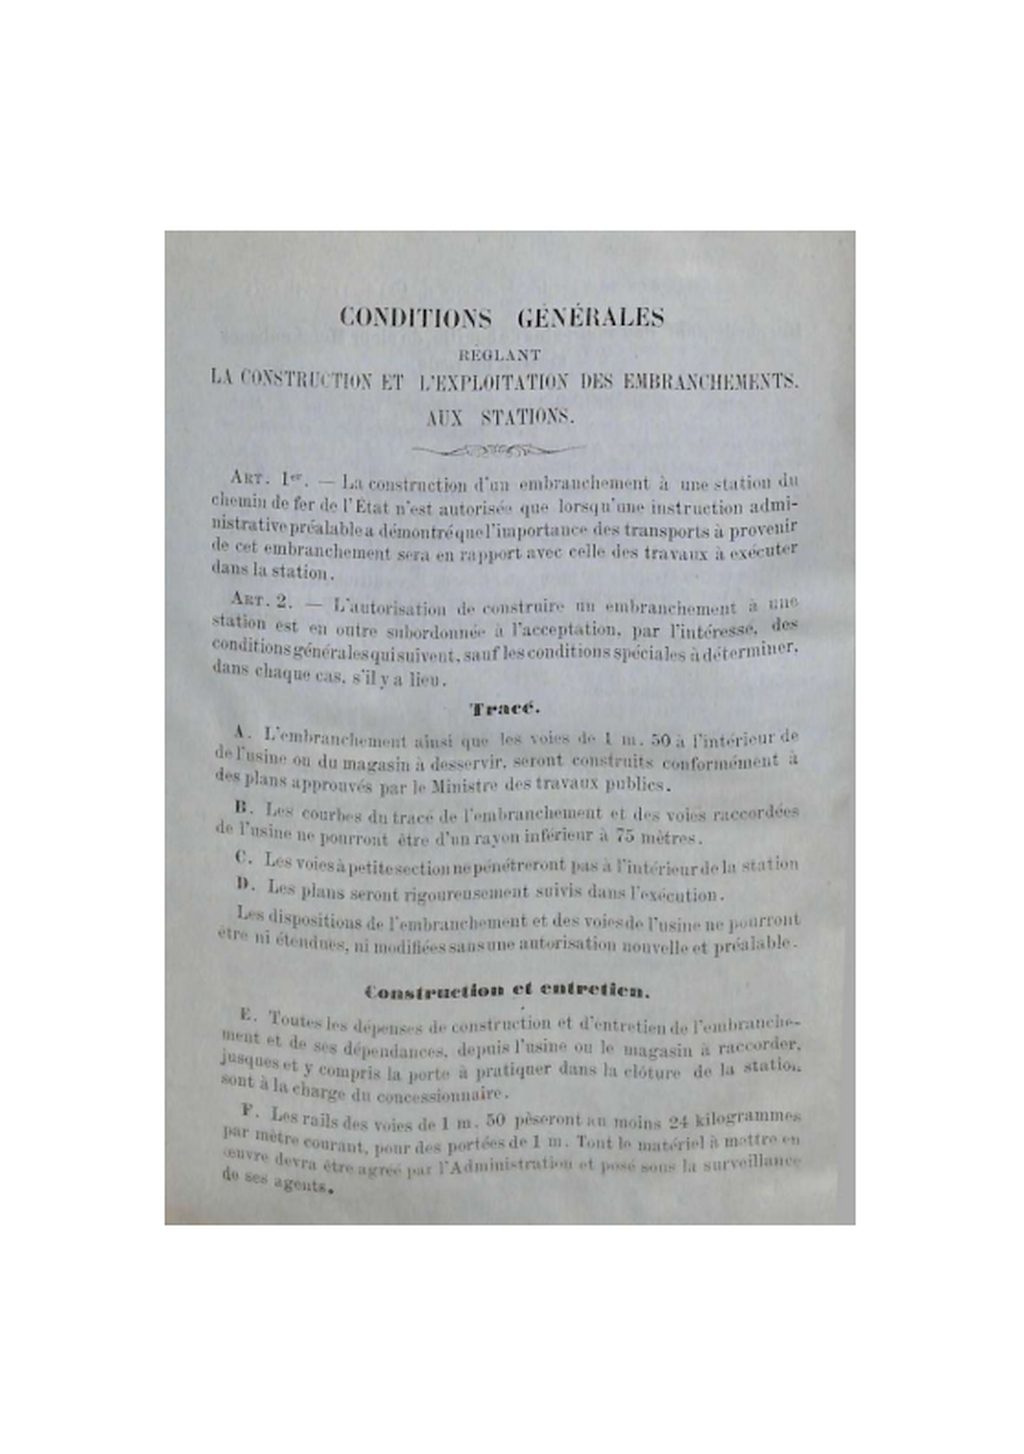 CONDITIONS GÉNÉRALES
RÉGLANT
LA CONSTRUCTION ET L'EXPLOITATION DES EMBRANCHEMENTS.
AUX STATIONS.
ART. 1er. — La construction d'un embranchement à une station du
chemin de fer de l'État n'est autorisée que lorsqu'une instruction admi-
nistrative préalable a démontré que l'importance des transports à provenir
de cet embranchement sera en rapport avec celle des travaux à exécuter
dans la station.
ART. 2. — L'autorisation de construire un embranchement à une
station est en outre subordonnée à l'acceptation, par l'intéressé, des
conditions générales qui suivent, sauf les conditions spéciales à déterminer,
dans chaque cas, s'il y a lieu.
Tracé.
A. L'embranchement ainsi que les voies de 1 m. 50 à l'intérieur de
de l'usine ou du magasin à desservir, seront construits conformément à
des plans approuvés par le Ministre des travaux publics.
B. Les courbes du tracé de l'embranchement et des voies raccordées
de l'usine ne pourront être d'un rayon inférieur à 75 mètres.
C. Les voies à petite section ne pénétreront pas à l'intérieur de la station
D. Les plans seront rigoureusement suivis dans l'exécution.
Les dispositions de l'embranchement et des voies de l'usine ne pourront
être ni étendues, ni modifiées sans une autorisation nouvelle et préalable.
Construction et entretien.
E. Toutes les dépenses de construction et d'entretien de l'embranche-
ment et de ses dépendances, depuis l'usine ou le magasin à raccorder,
jusques et y compris la porte à pratiquer dans la clôture de la station,
sont à la charge du concessionnaire.
F. Les rails des voies de 1 m. 50 pèseront au moins 24 kilogrammes
par mètre courant, pour des portées de 1 m. Tout le matériel à mettre en
œuvre devra être agréé par l'Administration et posé sous la surveillance
de ses agents.